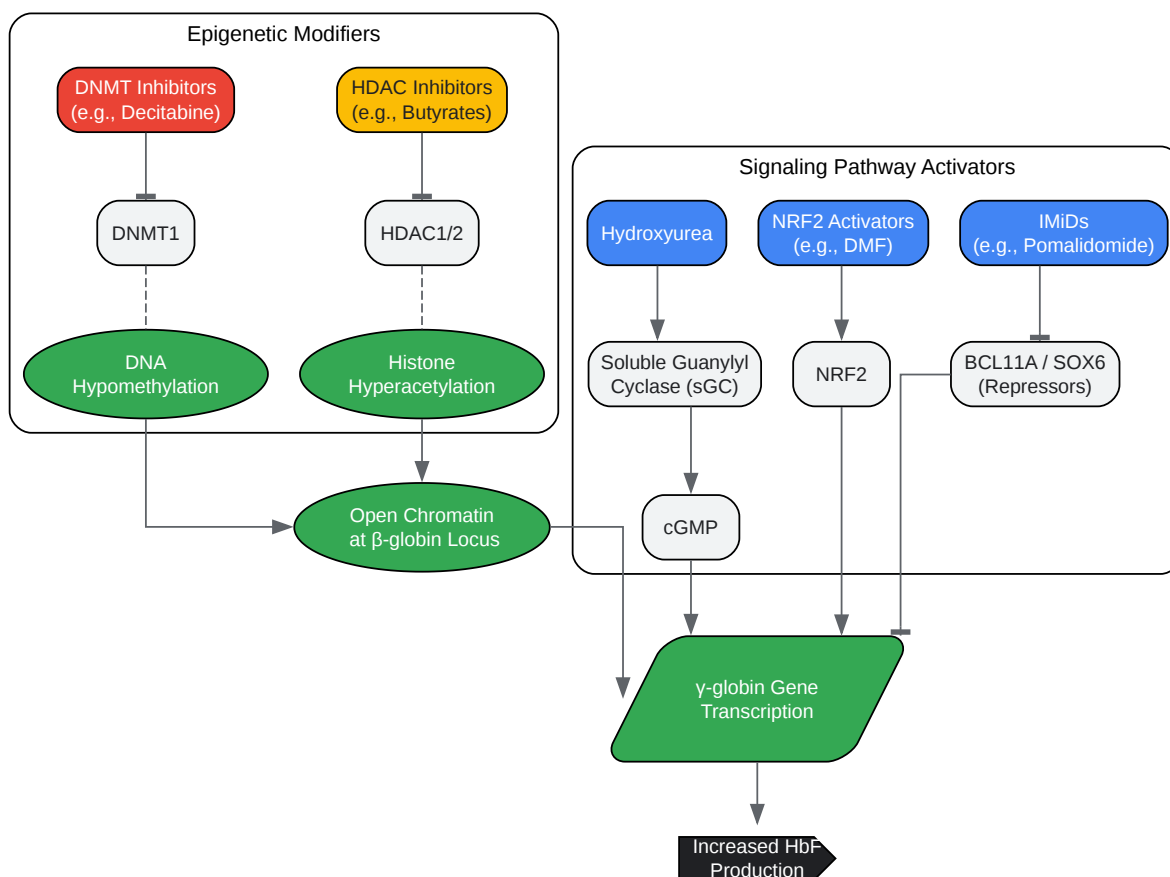 Epigenetic Modifiers
DNMT Inhibitors
(e.g., Decitabine)
HDAC Inhibitors
(e.g., Butyrates)
DNMT1
HDAC1/2
DNA
Hypomethylation
Histone
Hyperacetylation
Open Chromatin
at β-globin Locus
Signaling Pathway Activators
Hydroxyurea
NRF2 Activators
(e.g., DMF)
IMiDs
(e.g., Pomalidomide)
Soluble Guanylyl
Cyclase (sGC)
NRF2
BCL11A / SOX6
(Repressors)
cGMP
γ-globin Gene
Transcription
Increased HbF
Production